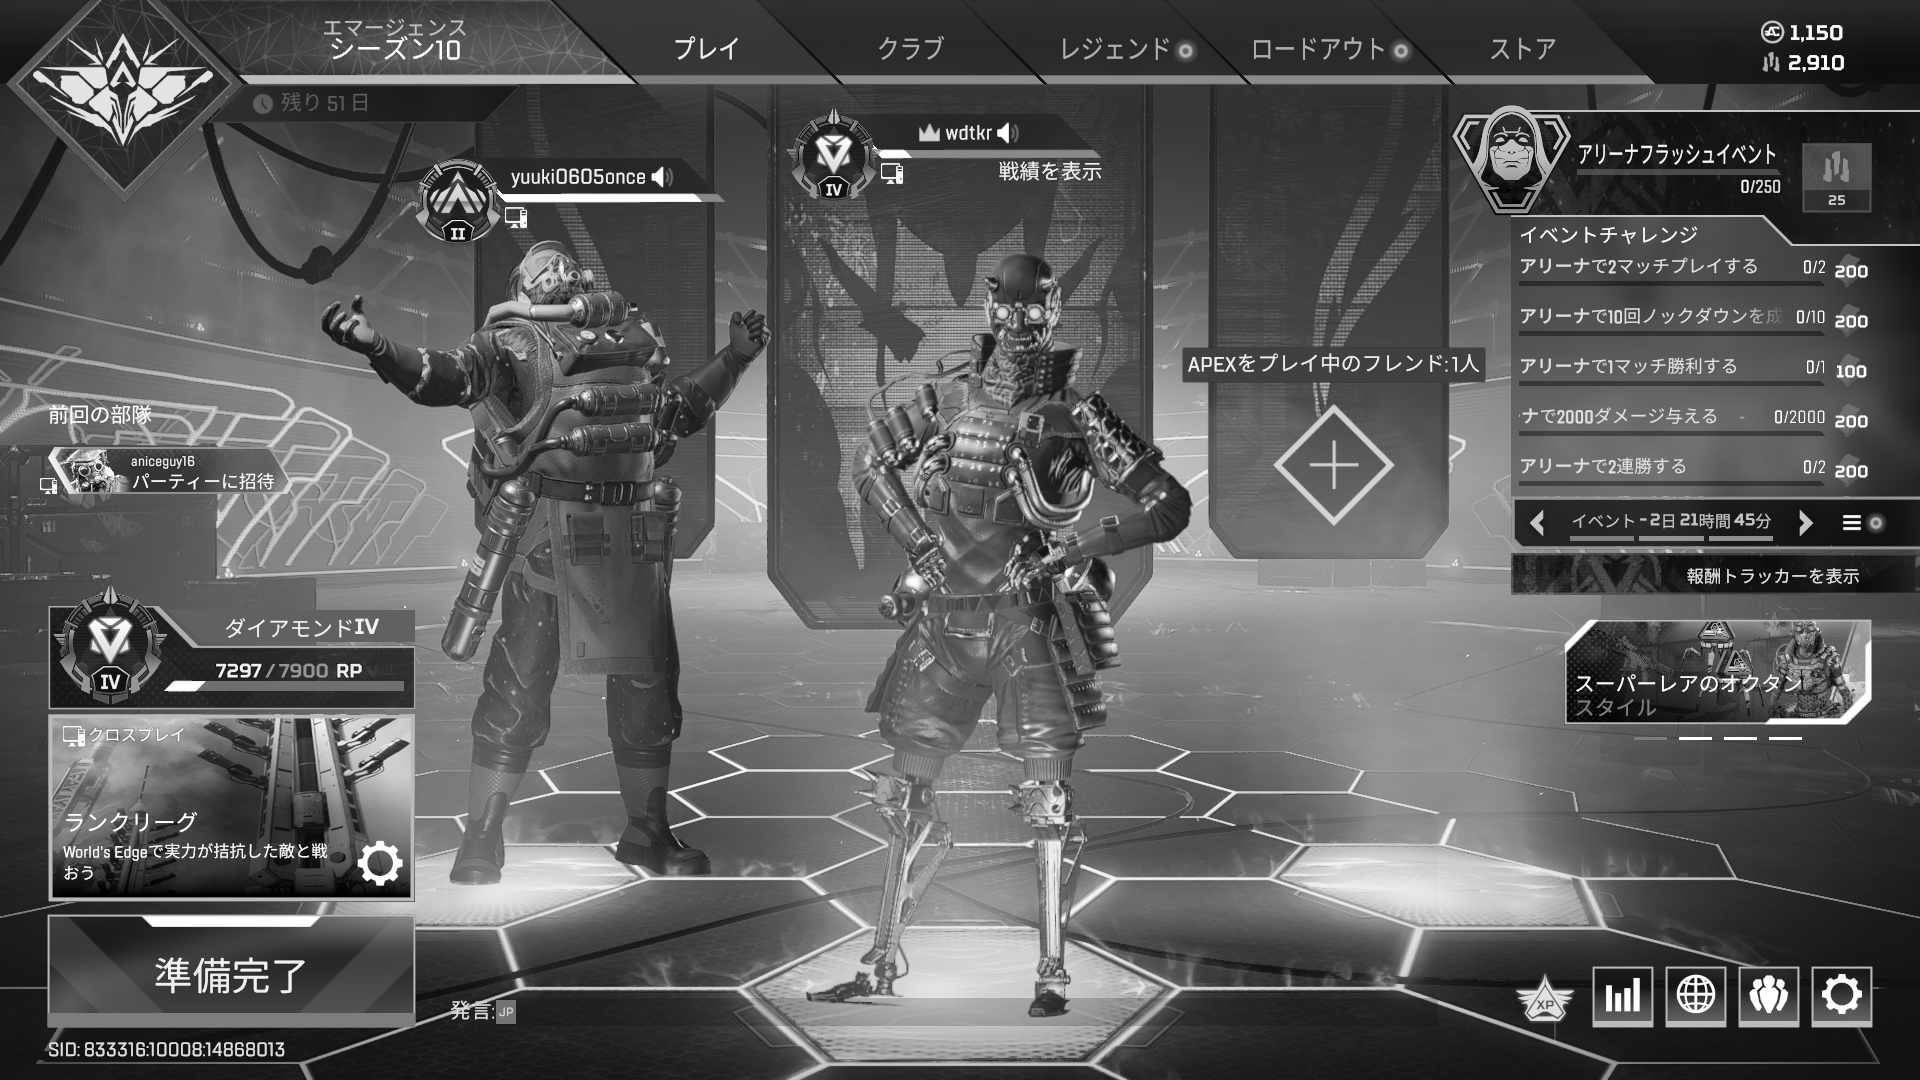 エマージェンス
シーズン10
プレイ
クラブ
レジェンド
ロードアウト
ストア
1,150
2,910
残り 51 日
yuuki0605once
II
wdtkr
戦績を表示
IV
アリーナフラッシュイベント
0/250
25
イベントチャレンジ
アリーナで2マッチプレイする 0/2 200
アリーナで10回ノックダウンを成 0/10 200
アリーナで1マッチ勝利する 0/1 100
ナで2000ダメージ与える - 0/2000 200
アリーナで2連勝する 0/2 200
イベント - 2日 21時間 45分
報酬トラッカーを表示
APEXをプレイ中のフレンド:1人
前回の部隊
aniceguy16
パーティーに招待
ダイアモンドIV
7297 / 7900 RP
IV
クロスプレイ
ランクリーグ
World's Edgeで実力が拮抗した敵と戦
おう
スーパーレアのオクタン
スタイル
準備完了
発言: JP
XP
SID: 833316:10008:14868013